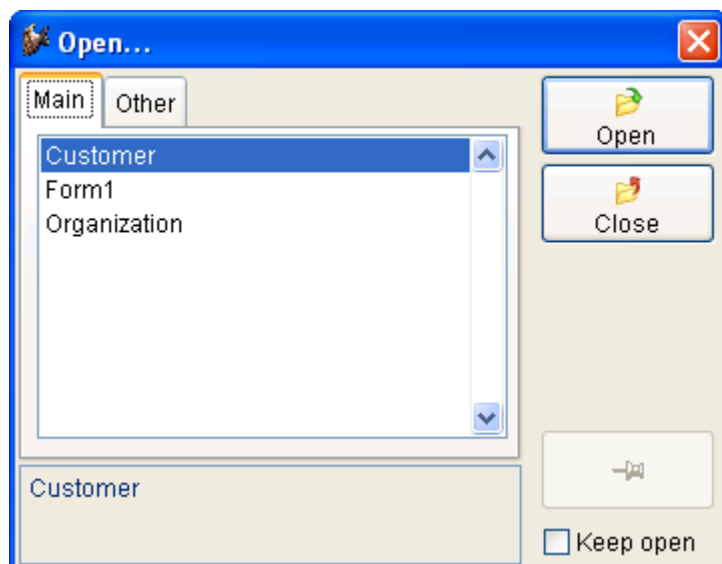 Open...
Main
Other
Customer
Form1
Organization
Customer
Open
Close
Keep open